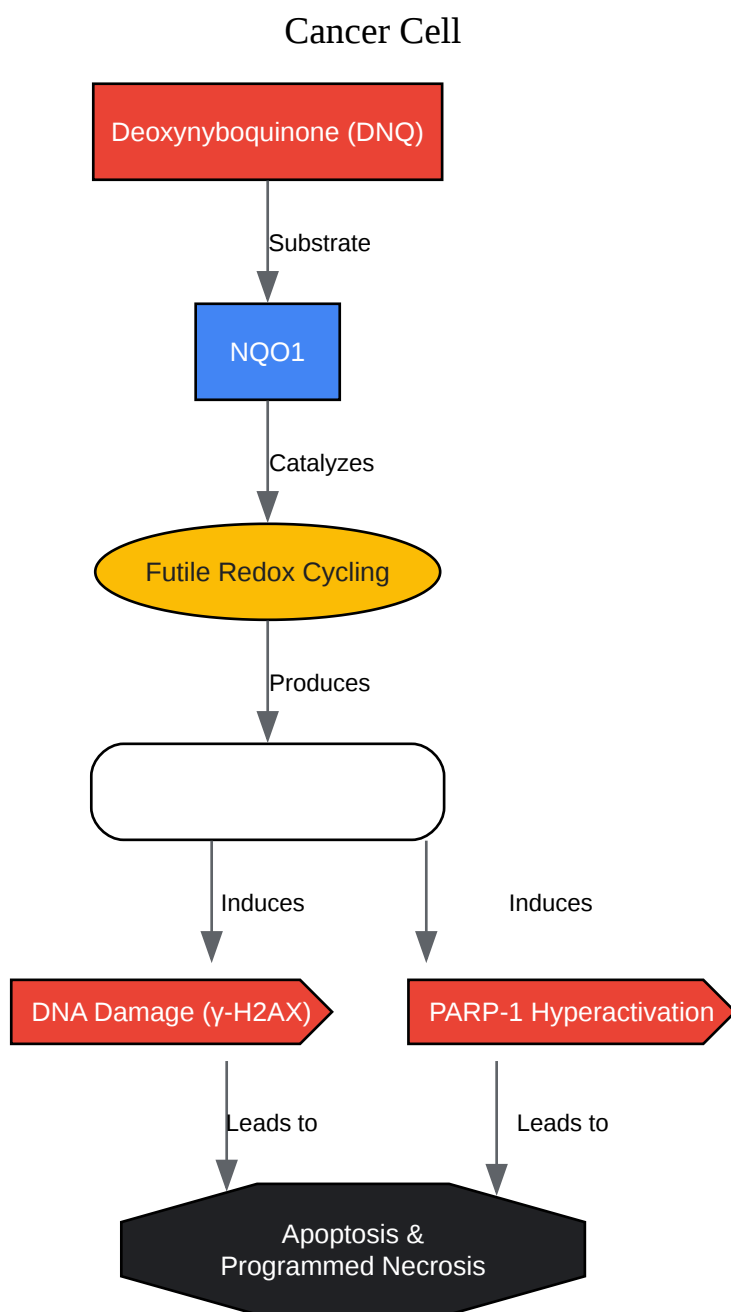 Cancer Cell
Deoxynyboquinone (DNQ)
Substrate
NQO1
Catalyzes
Futile Redox Cycling
Produces
Induces
Induces
DNA Damage (γ-H2AX)
PARP-1 Hyperactivation
Leads to
Leads to
Apoptosis &
Programmed Necrosis